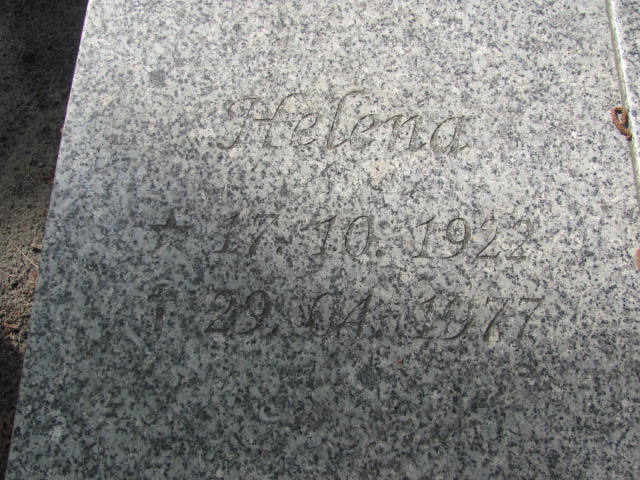 Helena
★ 17. 10. 1922
† 29. 04. 1977